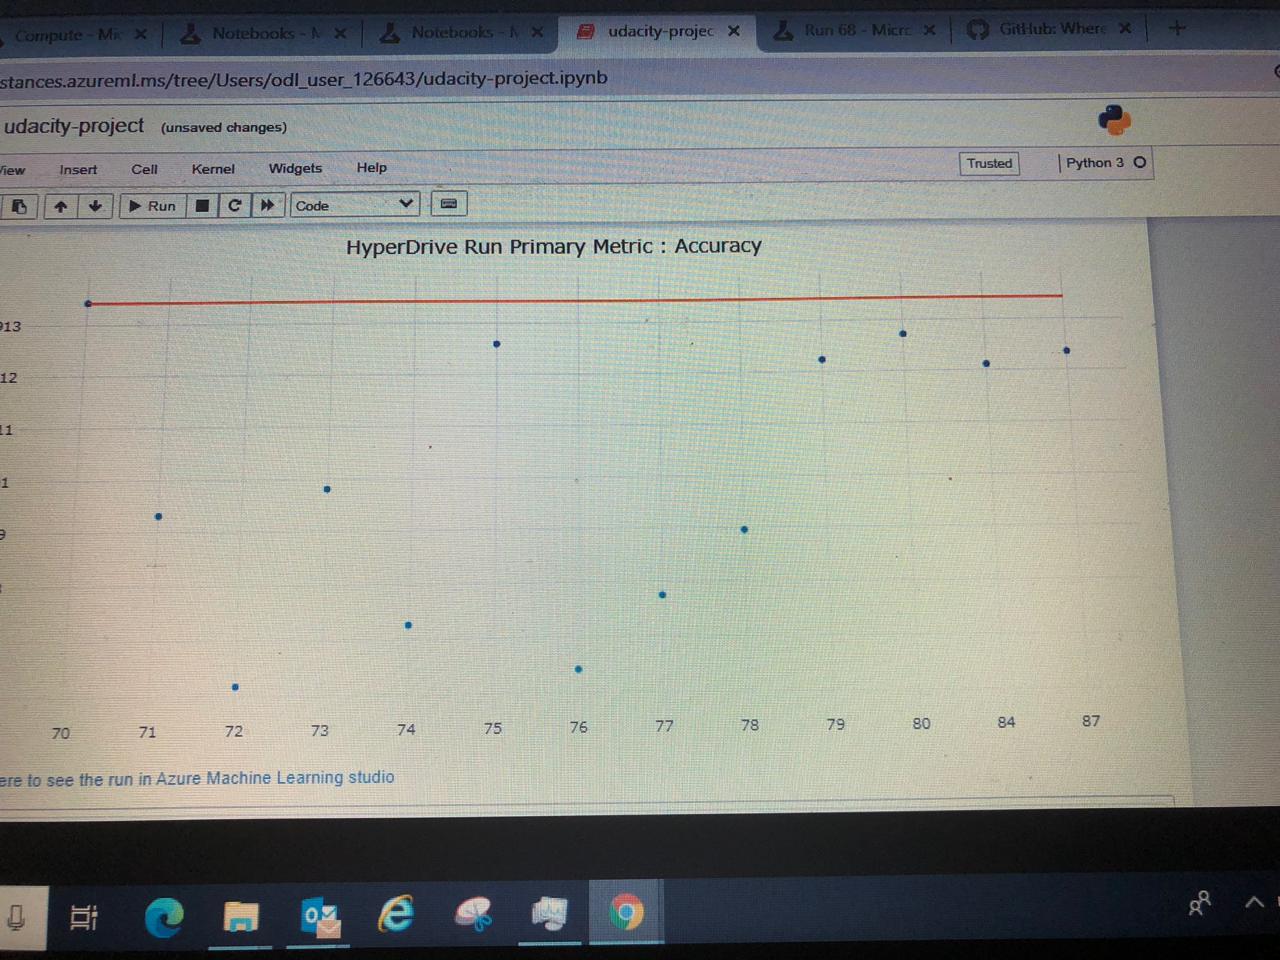 Compute - Mic
Notebooks - N
Notebooks - N
udacity-projec
Run 68 - Micro
GitHub: Where
stances.azureml.ms/tree/Users/odl_user_126643/udacity-project.ipynb
udacity-project (unsaved changes)
View Insert Cell Kernel Widgets Help
Trusted Python 3
Run Code
HyperDrive Run Primary Metric : Accuracy
913
12
11
1
9
70 71 72 73 74 75 76 77 78 79 80 84 87
ere to see the run in Azure Machine Learning studio